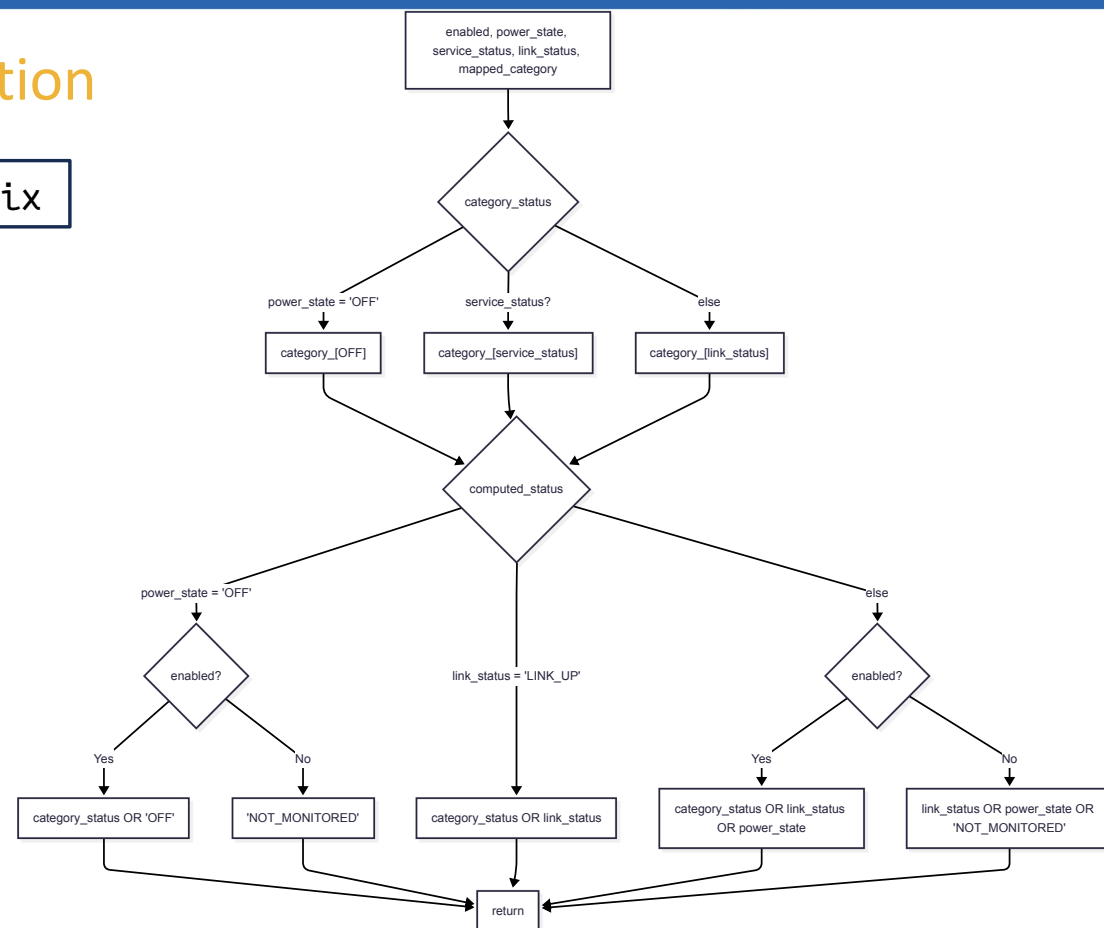 enabled, power_state,
service_status, link_status,
mapped_category
tion
ix
category_status
power_state = 'OFF'
service_status?
else
category_[OFF]
category_[service_status]
category_[link_status]
computed_status
power_state = 'OFF'
else
enabled?
link_status = 'LINK_UP'
enabled?
Yes
No
Yes
No
category_status OR 'OFF'
'NOT_MONITORED'
category_status OR link_status
category_status OR link_status
OR power_state
link_status OR power_state OR
'NOT_MONITORED'
return